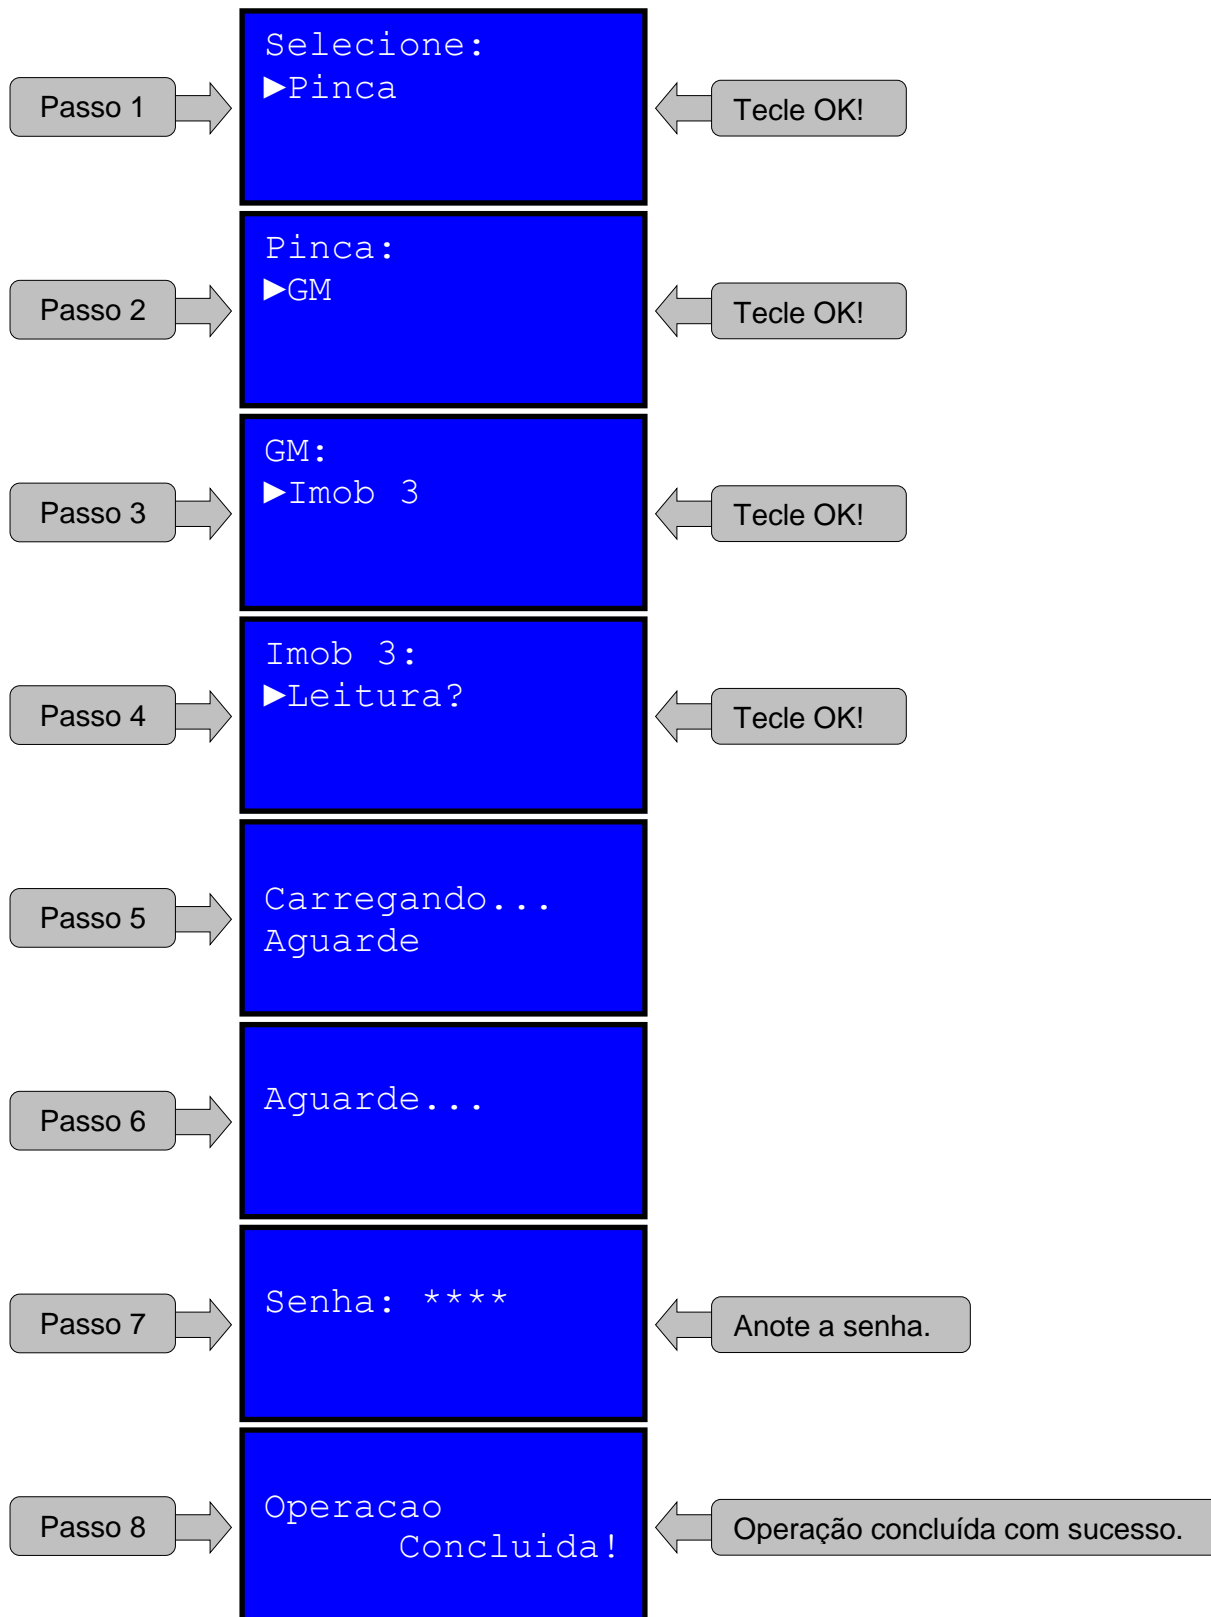 Passo 1
Selecione:
►Pinca
Tecle OK!
Passo 2
Pinca:
►GM
Tecle OK!
Passo 3
GM:
►Imob 3
Tecle OK!
Passo 4
Imob 3:
►Leitura?
Tecle OK!
Passo 5
Carregando...
Aguarde
Passo 6
Aguarde...
Passo 7
Senha: ****
Anote a senha.
Passo 8
Operacao
Concluida!
Operação concluída com sucesso.